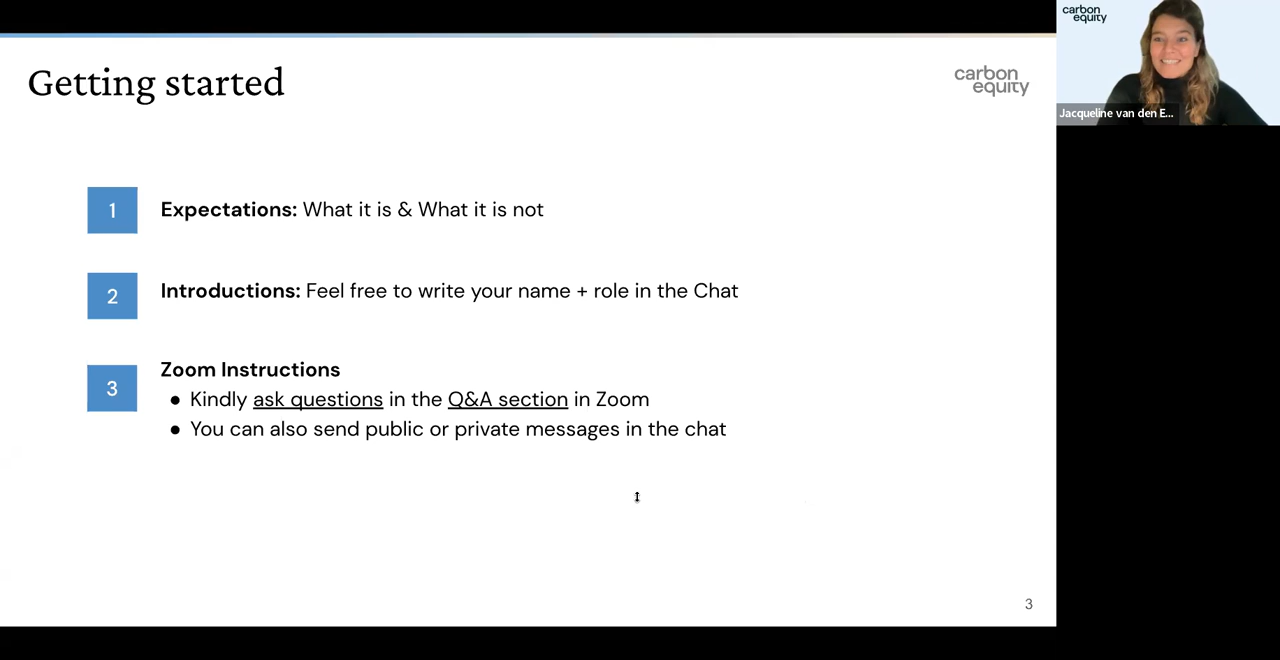 Getting started
carbon
equity
1
Expectations: What it is & What it is not
2
Introductions: Feel free to write your name + role in the Chat
3
Zoom Instructions
● Kindly ask questions in the Q&A section in Zoom
● You can also send public or private messages in the chat
3
carbon
equity
Jacqueline van den E...